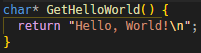 char* GetHelloWorld() {
  return "Hello, World!\n";
}